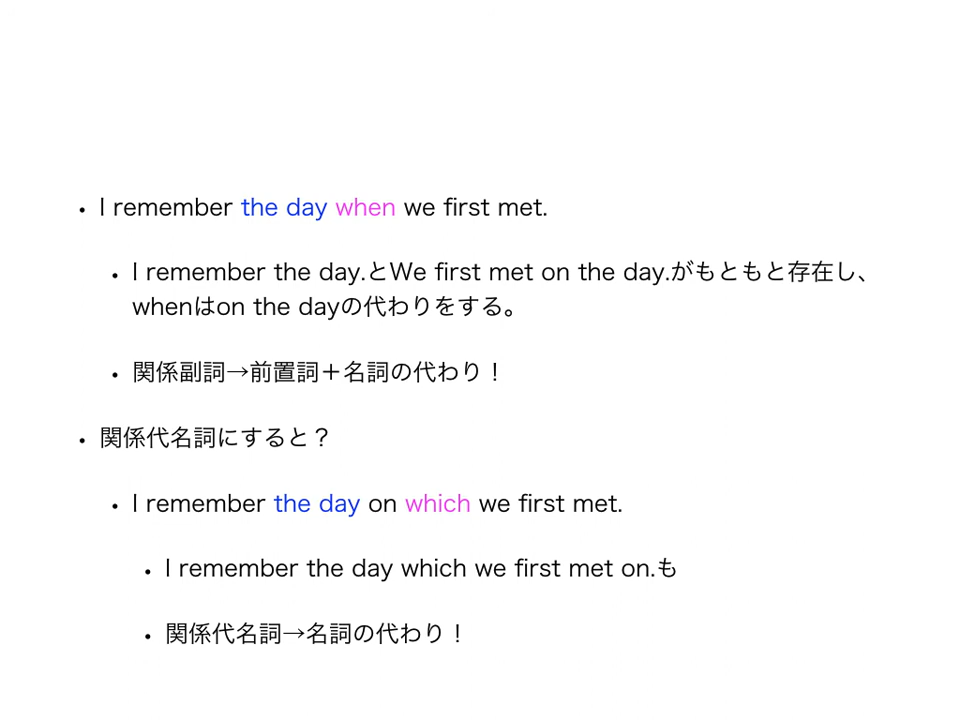 • I remember the day when we first met.
• I remember the day.とWe first met on the day.がもともと存在し、
whenはon the dayの代わりをする。
• 関係副詞→前置詞＋名詞の代わり！
• 関係代名詞にすると？
• I remember the day on which we first met.
• I remember the day which we first met on.も
• 関係代名詞→名詞の代わり！